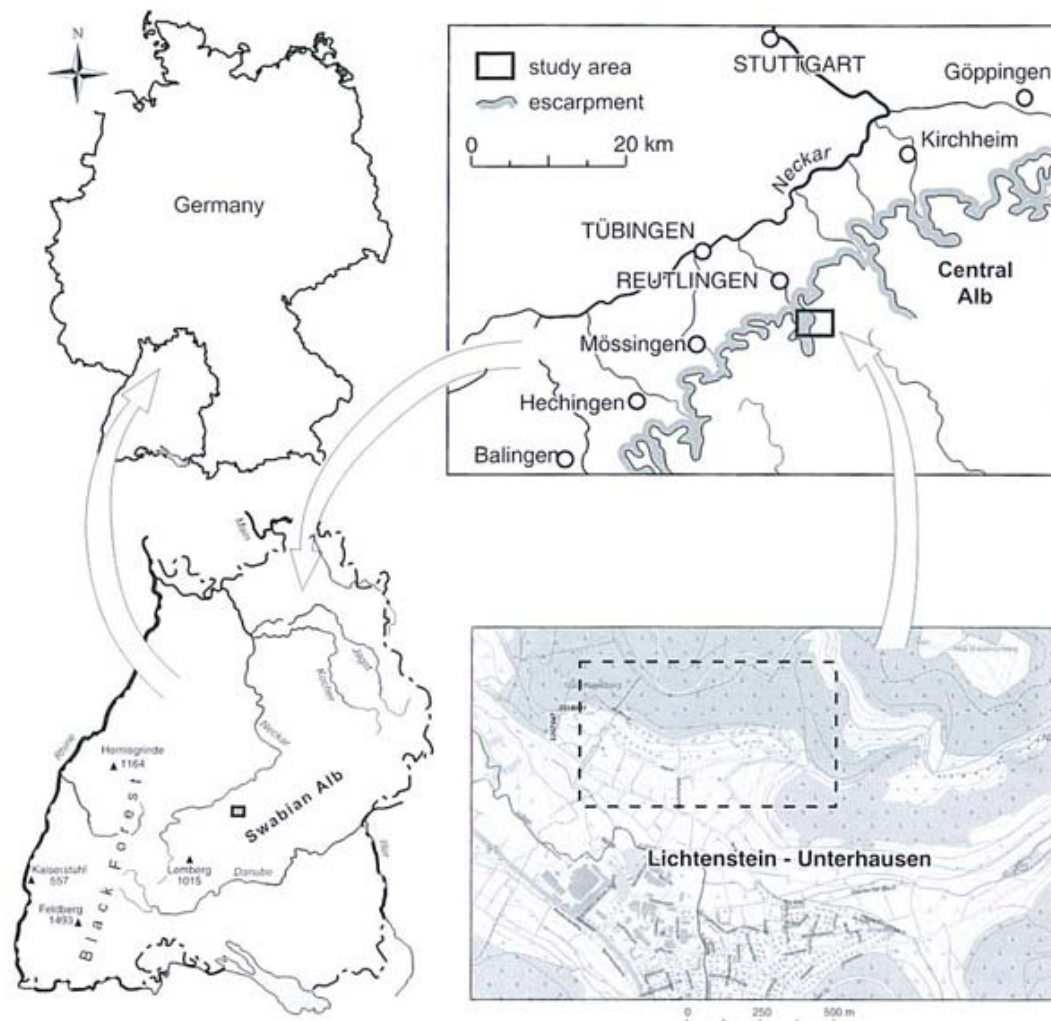 N
Germany
study area
escarpment
0 20 km
STUTTGART
Göppingen
Kirchheim
Neckar
TÜBINGEN
REUTLINGEN
Central
Alb
Mössingen
Hechingen
Balingen
Main
Jagst
Kocher
Neckar
Rhine
Hornisgrinde
1164
Swabian Alb
Black Forest
Kaiserstuhl
557
Lemberg
1015
Danube
Iller
Feldberg
1493
Lichtenstein - Unterhausen
0 250 500 m